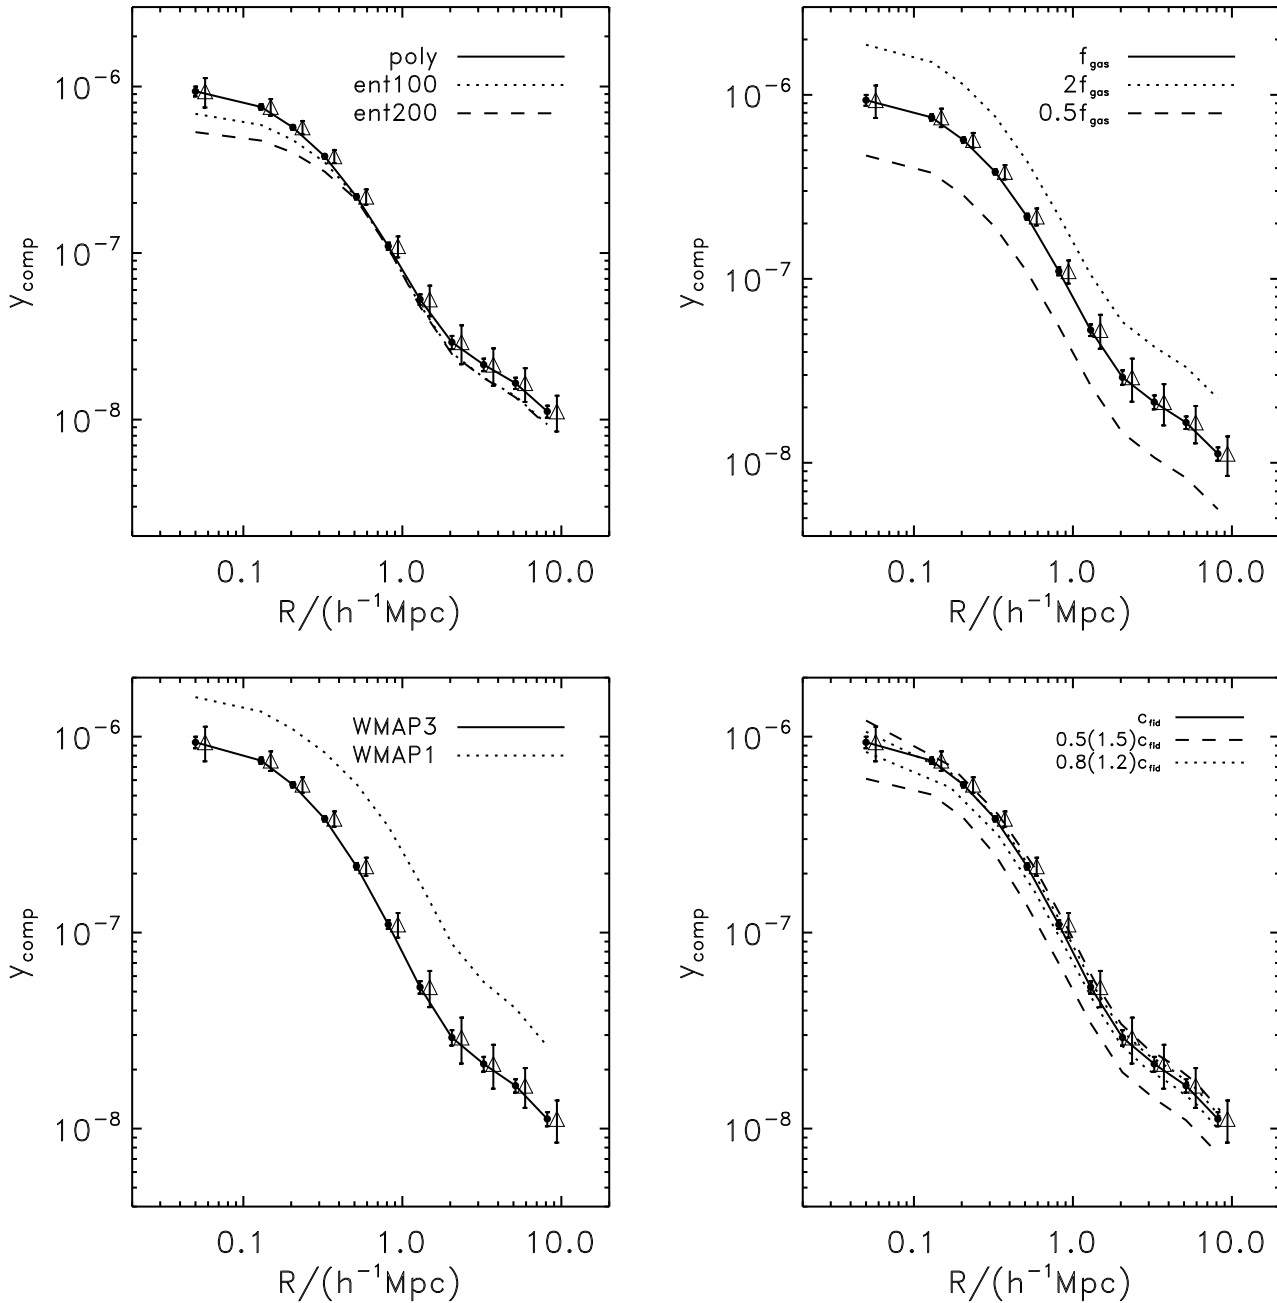 poly
ent100
ent200
10⁻⁶
10⁻⁷
10⁻⁸
y_comp
0.1 1.0 10.0
R/(h⁻¹Mpc)
f_gas
2f_gas
0.5f_gas
10⁻⁶
10⁻⁷
10⁻⁸
y_comp
0.1 1.0 10.0
R/(h⁻¹Mpc)
WMAP3
WMAP1
10⁻⁶
10⁻⁷
10⁻⁸
y_comp
0.1 1.0 10.0
R/(h⁻¹Mpc)
c_fid
0.5(1.5)c_fid
0.8(1.2)c_fid
10⁻⁶
10⁻⁷
10⁻⁸
y_comp
0.1 1.0 10.0
R/(h⁻¹Mpc)